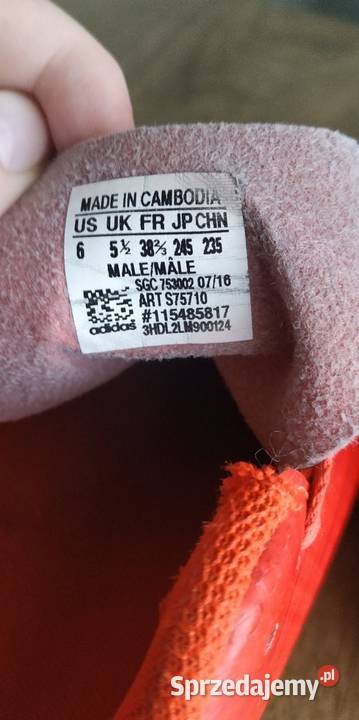 MADE IN CAMBODIA
US UK FR JP CHN
6 5½ 38⅔ 245 235
MALE/MÂLE
SGC 753002 07/16
ART S75710
#115485817
adidas 3HDL2LM900124
Sprzedajemy.pl